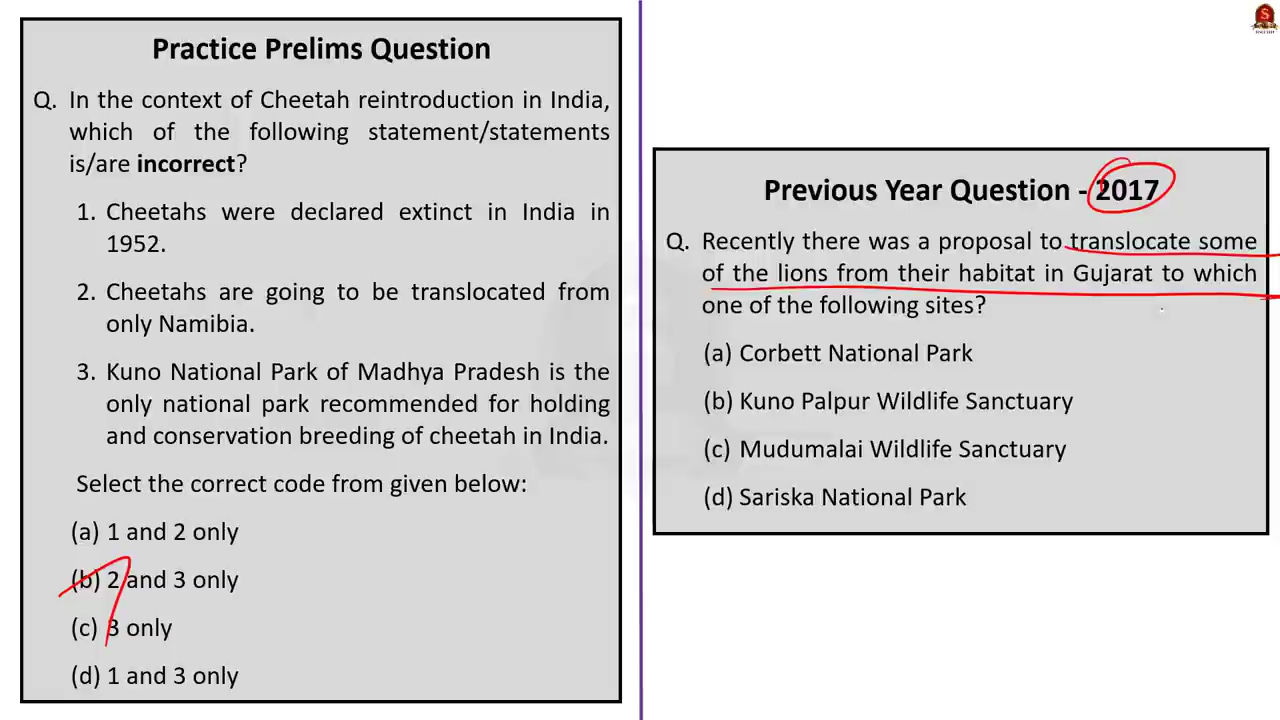 Practice Prelims Question
Q. In the context of Cheetah reintroduction in India,
which of the following statement/statements
is/are incorrect?
1. Cheetahs were declared extinct in India in
1952.
2. Cheetahs are going to be translocated from
only Namibia.
3. Kuno National Park of Madhya Pradesh is the
only national park recommended for holding
and conservation breeding of cheetah in India.
Select the correct code from given below:
(a) 1 and 2 only
(b) 2 and 3 only
(c) 3 only
(d) 1 and 3 only
Previous Year Question - 2017
Q. Recently there was a proposal to translocate some
of the lions from their habitat in Gujarat to which
one of the following sites?
(a) Corbett National Park
(b) Kuno Palpur Wildlife Sanctuary
(c) Mudumalai Wildlife Sanctuary
(d) Sariska National Park